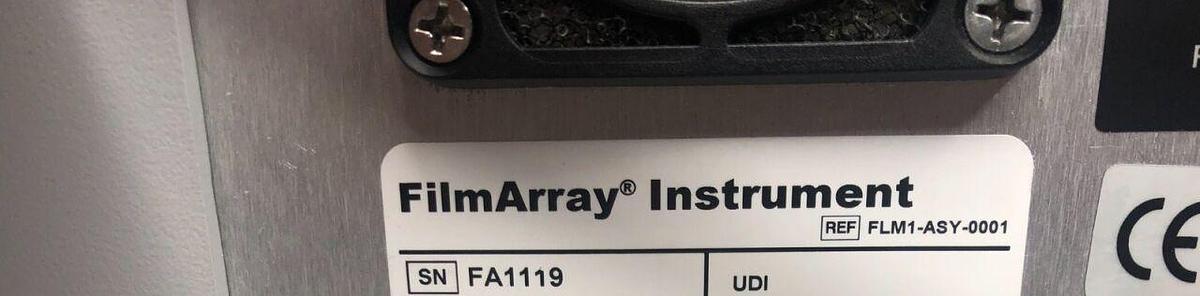 FilmArray® Instrument
REF FLM1-ASY-0001
SN FA1119
UDI
CE